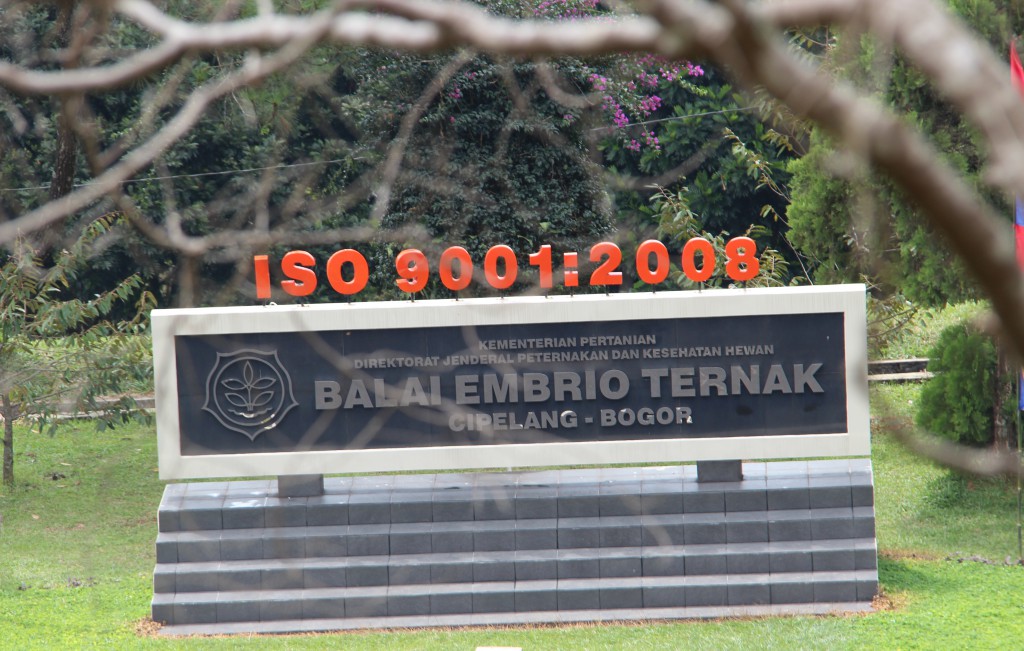 ISO 9001:2008
KEMENTERIAN PERTANIAN
DIREKTORAT JENDERAL PETERNAKAN DAN KESEHATAN HEWAN
BALAI EMBRIO TERNAK
CIPELANG - BOGOR